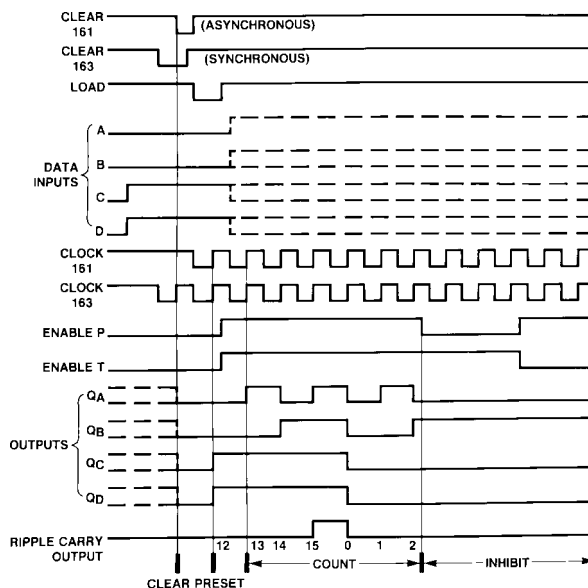 CLEAR
161
(ASYNCHRONOUS)
CLEAR
163
(SYNCHRONOUS)
LOAD
A
B
DATA
INPUTS
C
D
CLOCK
161
CLOCK
163
ENABLE P
ENABLE T
QA
QB
OUTPUTS
QC
QD
RIPPLE CARRY
OUTPUT
12 13 14 15 0 1 2
COUNT
INHIBIT
CLEAR PRESET